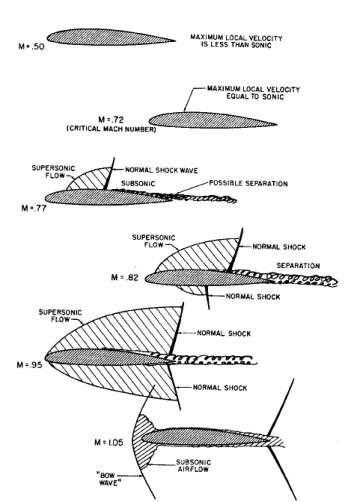 M = .50
MAXIMUM LOCAL VELOCITY
IS LESS THAN SONIC
MAXIMUM LOCAL VELOCITY
EQUAL TO SONIC
M = .72
(CRITICAL MACH NUMBER)
SUPERSONIC
FLOW
NORMAL SHOCK WAVE
SUBSONIC
POSSIBLE SEPARATION
M = .77
SUPERSONIC
FLOW
NORMAL SHOCK
SEPARATION
M = .82
NORMAL SHOCK
SUPERSONIC
FLOW
NORMAL SHOCK
M = .95
NORMAL SHOCK
M = 1.05
SUBSONIC
AIRFLOW
"BOW
WAVE"